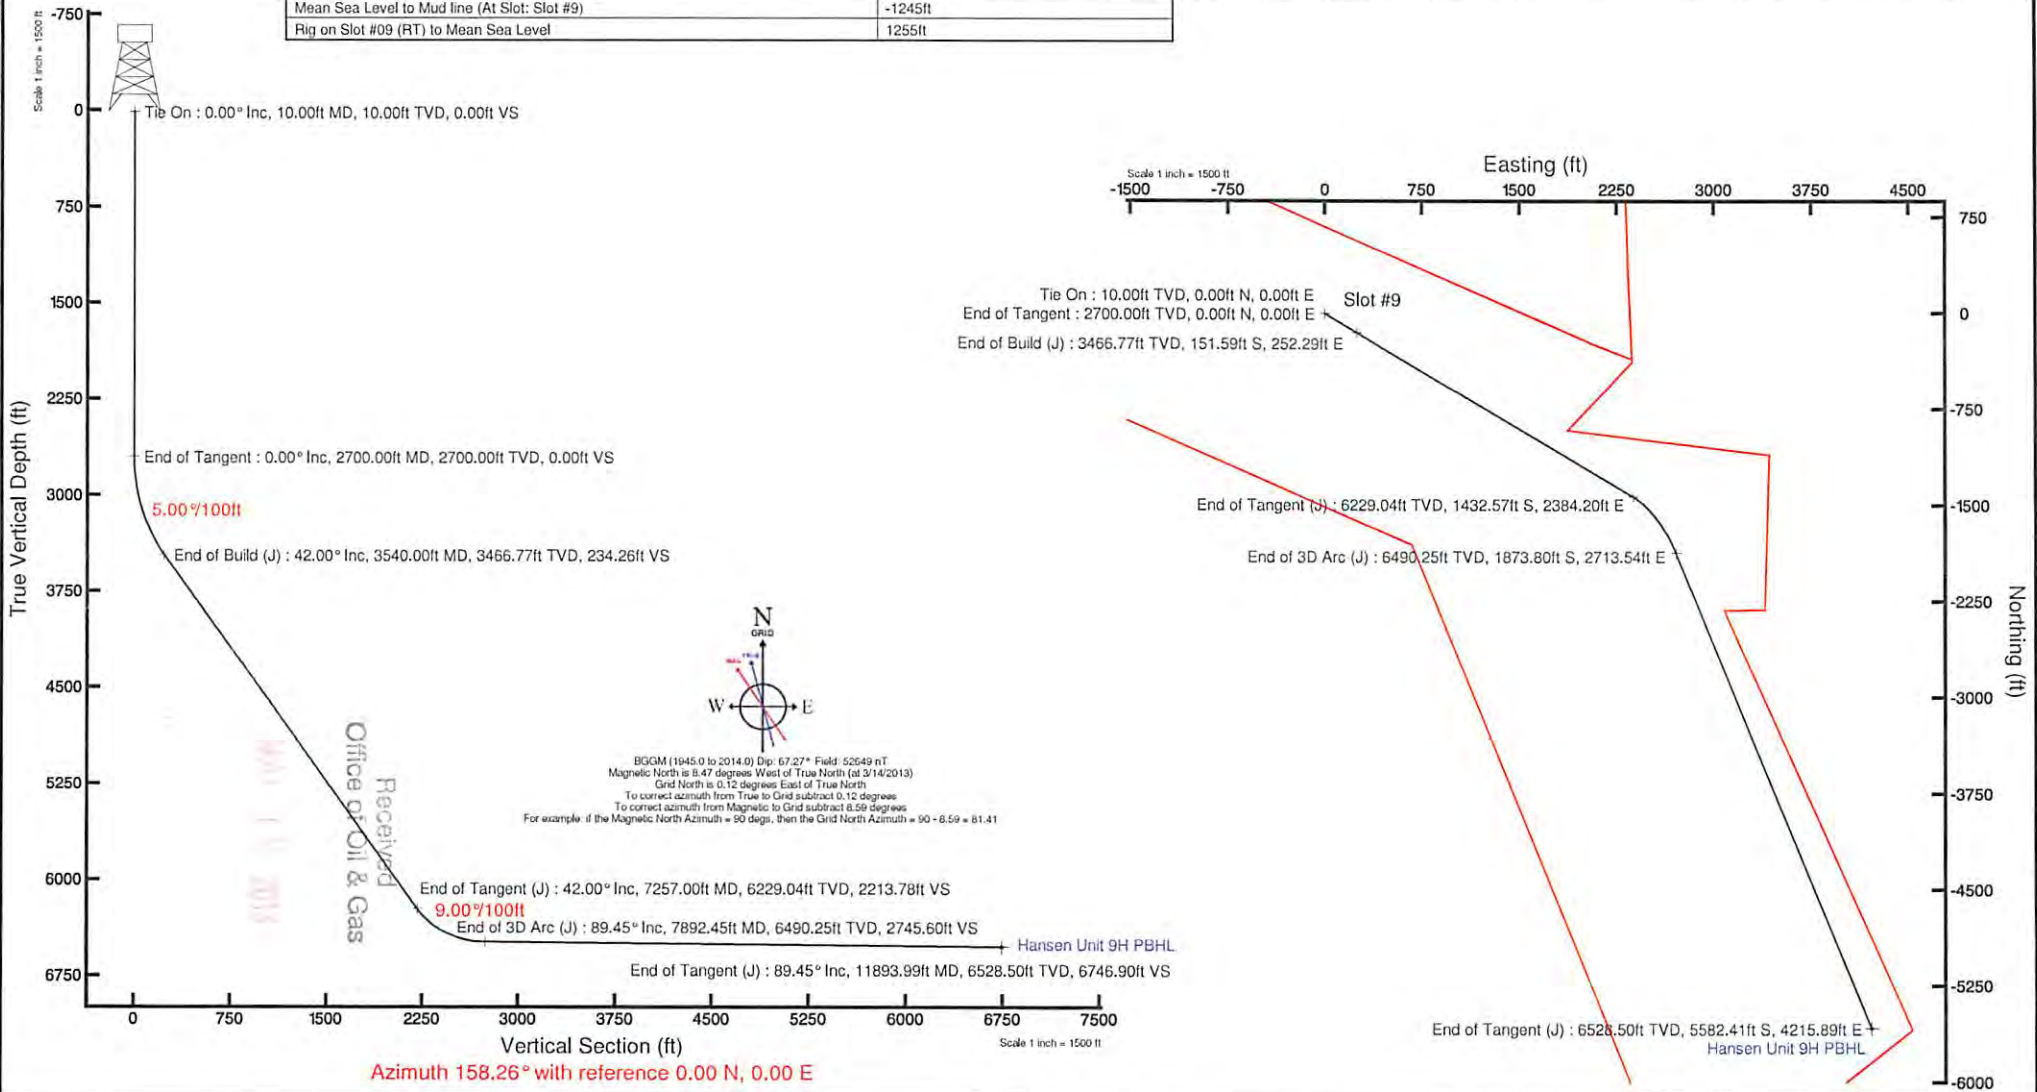 Mean Sea Level to Mud line (At Slot: Slot #9) -1245ft
Rig on Slot #09 (RT) to Mean Sea Level 1255ft
Scale 1 inch = 1500 ft
-750
0
750
1500
2250
3000
3750
4500
5250
6000
6750
True Vertical Depth (ft)
Tie On : 0.00° Inc, 10.00ft MD, 10.00ft TVD, 0.00ft VS
End of Tangent : 0.00° Inc, 2700.00ft MD, 2700.00ft TVD, 0.00ft VS
5.00°/100ft
End of Build (J) : 42.00° Inc, 3540.00ft MD, 3466.77ft TVD, 234.26ft VS
N
GRID
W E
BGGM (1945.0 to 2014.0) Dip: 67.27° Field: 52649 nT
Magnetic North is 8.47 degrees West of True North (at 3/14/2013)
Grid North is 0.12 degrees East of True North
To correct azimuth from True to Grid subtract 0.12 degrees
To correct azimuth from Magnetic to Grid subtract 8.59 degrees
For example: if the Magnetic North Azimuth = 90 degs, then the Grid North Azimuth = 90 - 8.59 = 81.41
Received
Office of Oil & Gas
End of Tangent (J) : 42.00° Inc, 7257.00ft MD, 6229.04ft TVD, 2213.78ft VS
9.00°/100ft
End of 3D Arc (J) : 89.45° Inc, 7892.45ft MD, 6490.25ft TVD, 2745.60ft VS
Hansen Unit 9H PBHL
End of Tangent (J) : 89.45° Inc, 11893.99ft MD, 6528.50ft TVD, 6746.90ft VS
0 750 1500 2250 3000 3750 4500 5250 6000 6750 7500
Vertical Section (ft)
Scale 1 inch = 1500 ft
Azimuth 158.26° with reference 0.00 N, 0.00 E
Easting (ft)
Scale 1 inch = 1500 ft
-1500 -750 0 750 1500 2250 3000 3750 4500
750
0
-750
-1500
-2250
-3000
-3750
-4500
-5250
-6000
Northing (ft)
Tie On : 10.00ft TVD, 0.00ft N, 0.00ft E
Slot #9
End of Tangent : 2700.00ft TVD, 0.00ft N, 0.00ft E
End of Build (J) : 3466.77ft TVD, 151.59ft S, 252.29ft E
End of Tangent (J) : 6229.04ft TVD, 1432.57ft S, 2384.20ft E
End of 3D Arc (J) : 6490.25ft TVD, 1873.80ft S, 2713.54ft E
End of Tangent (J) : 6528.50ft TVD, 5582.41ft S, 4215.89ft E
Hansen Unit 9H PBHL